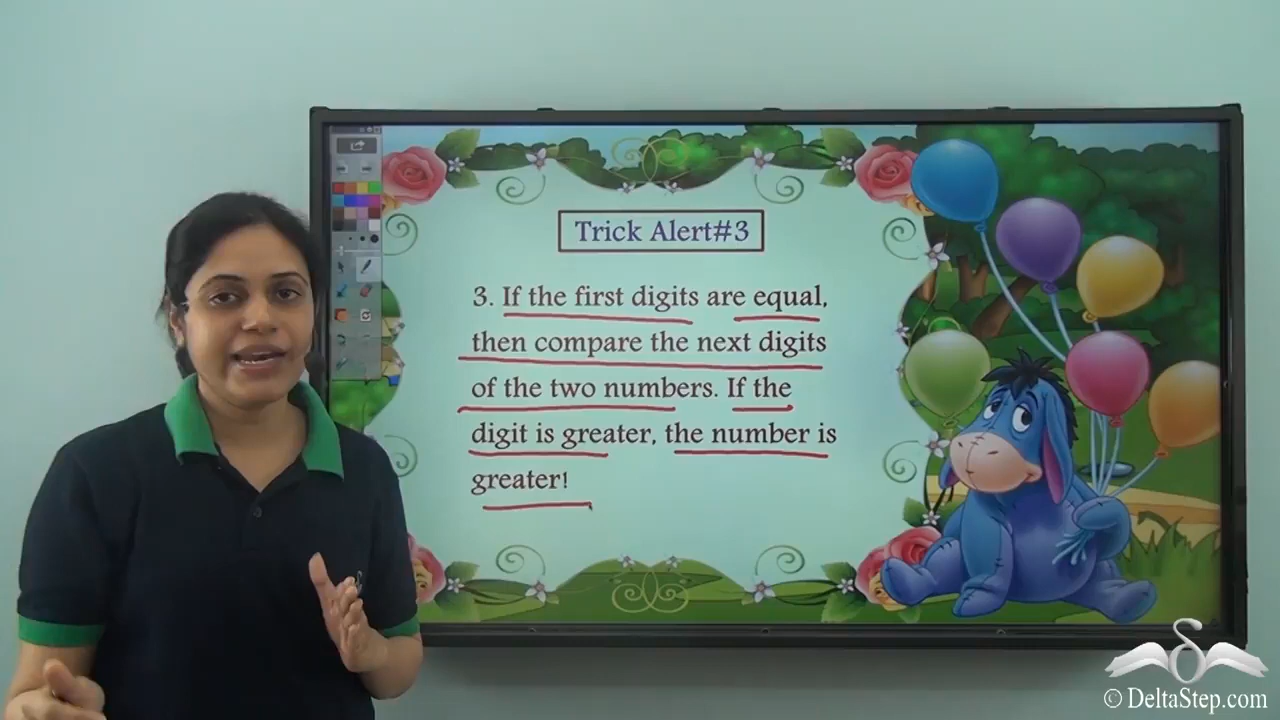 Trick Alert#3
3. If the first digits are equal,
then compare the next digits
of the two numbers. If the
digit is greater, the number is
greater!
© DeltaStep.com